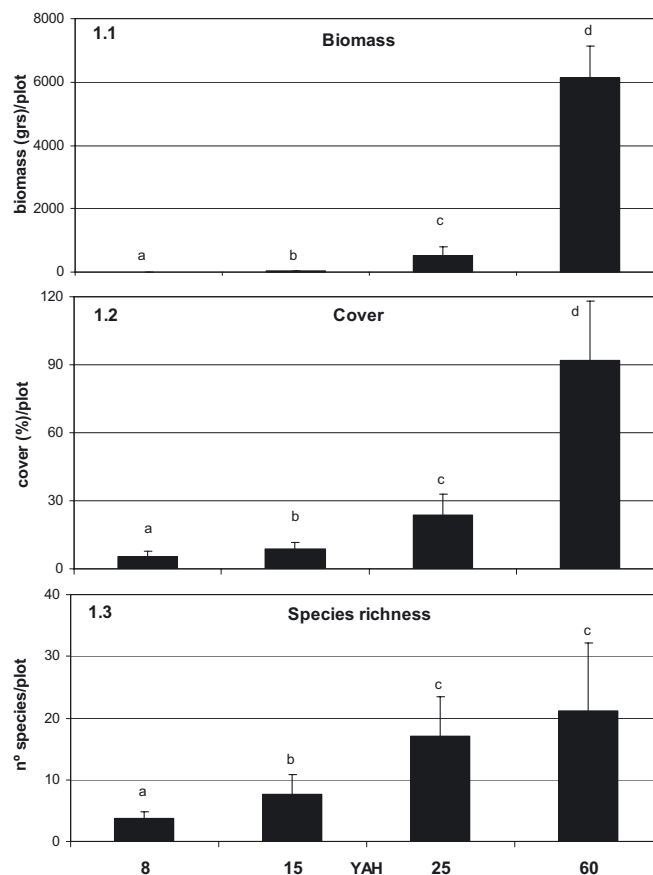 1.1 Biomass
biomass (grs)/plot
8000
6000
4000
2000
0
a b c d
1.2 Cover
cover (%)/plot
120
90
60
30
0
a b c d
1.3 Species richness
nº species/plot
40
30
20
10
0
a b c c
8 15 YAH 25 60